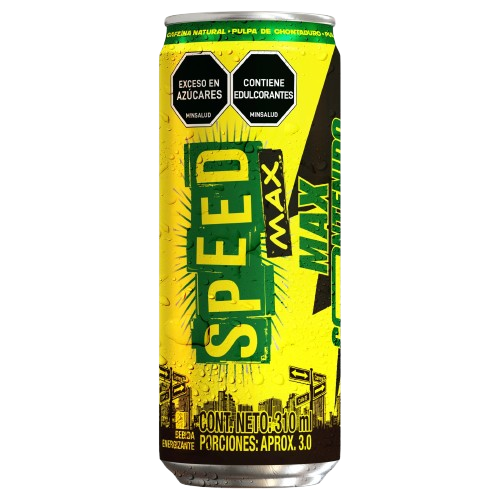 CAFEÍNA NATURAL • PULPA DE CHONTADURO •
EXCESO EN
AZÚCARES
MINSALUD
CONTIENE
EDULCORANTES
MINSALUD
SPEED
MAX
MAX
CONTENIDO
CONT. NETO: 310 ml
PORCIONES: APROX. 3.0
BEBIDA
ENERGIZANTE